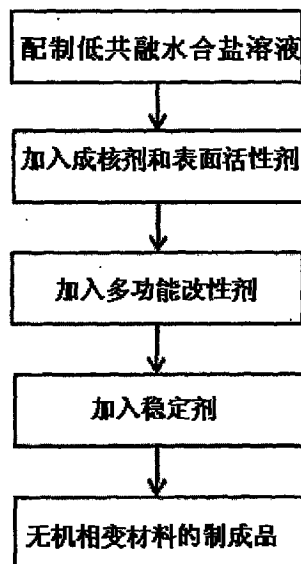 配制低共融水合盐溶液
加入成核剂和表面活性剂
加入多功能改性剂
加入稳定剂
无机相变材料的制成品